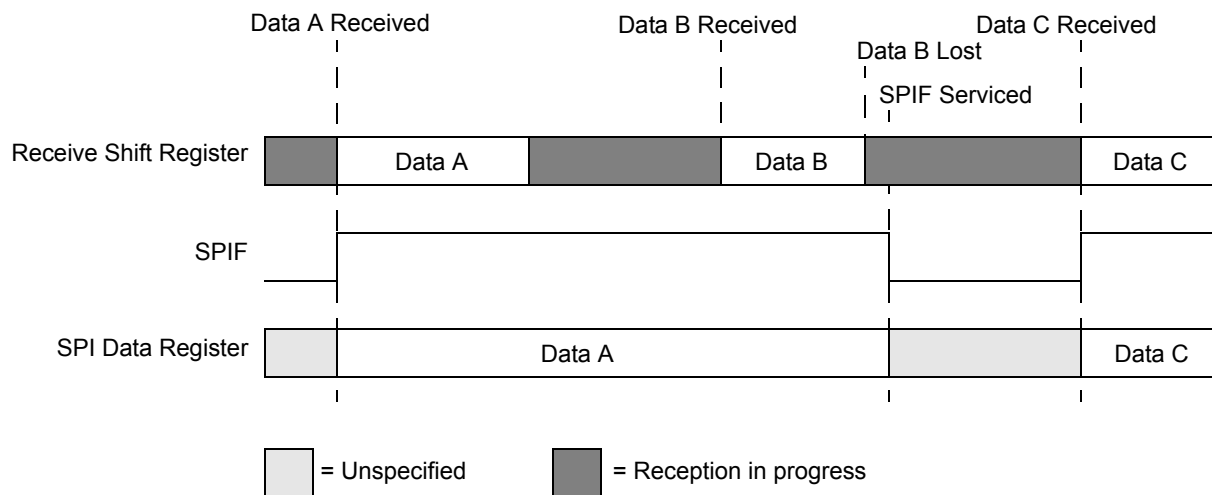 Data A Received
Data B Received
Data C Received
Data B Lost
SPIF Serviced
Receive Shift Register
Data A
Data B
Data C
SPIF
SPI Data Register
Data A
Data C
= Unspecified
= Reception in progress